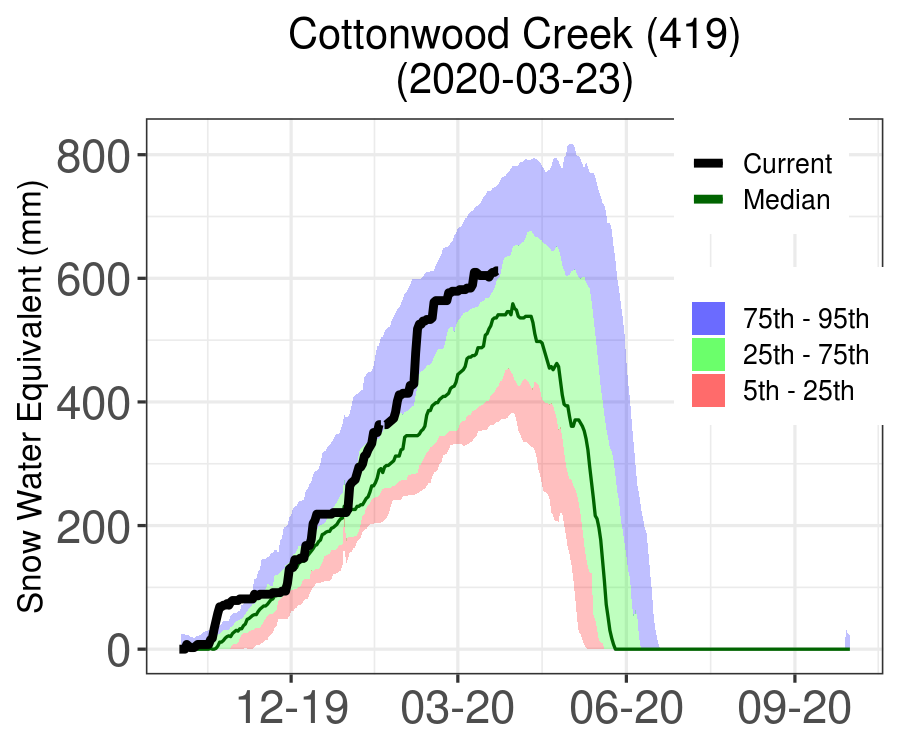 Cottonwood Creek (419)
(2020-03-23)
Snow Water Equivalent (mm)
800
600
400
200
0
12-19
03-20
06-20
09-20
Current
Median
75th - 95th
25th - 75th
5th - 25th